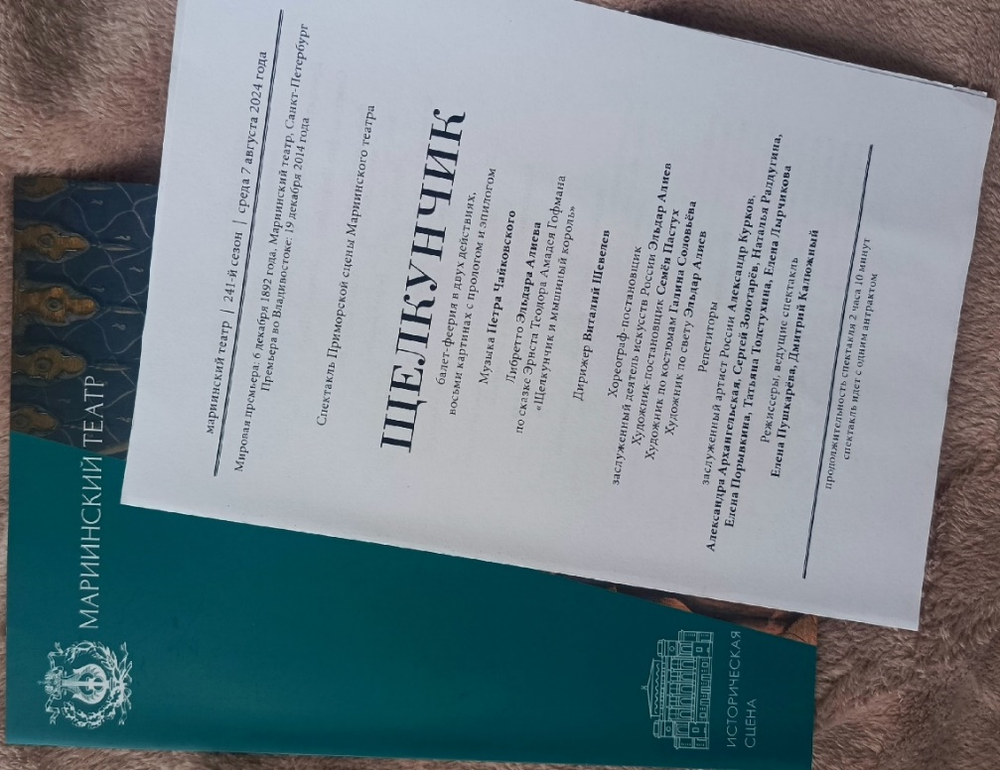 МАРИИНСКИЙ ТЕАТР
ИСТОРИЧЕСКАЯ
СЦЕНА
мариинский театр | 241-й сезон | среда 7 августа 2024 года
Мировая премьера: 6 декабря 1892 года, Мариинский театр, Санкт-Петербург
Премьера во Владивостоке: 19 декабря 2014 года
Спектакль Приморской сцены Мариинского театра
ЩЕЛКУНЧИК
балет-феерия в двух действиях,
восьми картинах с прологом и эпилогом
Музыка Петра Чайковского
Либретто Эльдара Алиева
по сказке Эрнста Теодора Амадея Гофмана
«Щелкунчик и мышиный король»
Дирижер Виталий Шевелев
Хореограф-постановщик
заслуженный деятель искусств России Эльдар Алиев
Художник-постановщик Семён Пастух
Художник по костюмам Галина Соловьёва
Художник по свету Эльдар Алиев
Репетиторы
заслуженный артист России Александр Курков,
Александра Архангельская, Сергей Золотарёв, Наталья Ралдугина,
Елена Порывкина, Татьяна Толстухина, Елена Лырчикова
Режиссеры, ведущие спектакль
Елена Пушкарёва, Дмитрий Каложный
продолжительность спектакля 2 часа 10 минут
спектакль идет с одним антрактом